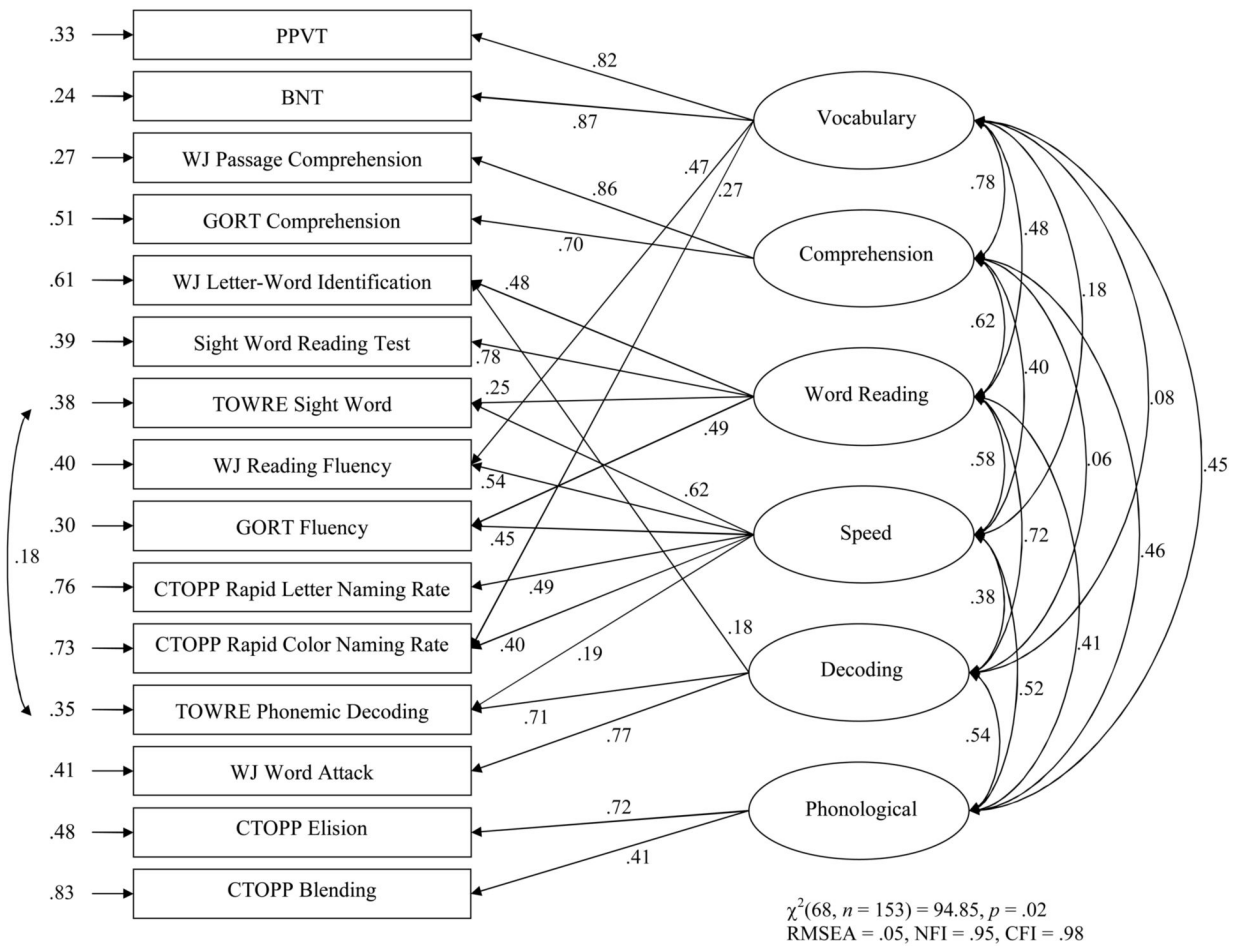 .33 PPVT
.82
.24 BNT
.87
Vocabulary
.27 WJ Passage Comprehension
.86
.47
.27
.78
.51 GORT Comprehension
.70
.48
Comprehension
.61 WJ Letter-Word Identification
.48
.18
.62
.39 Sight Word Reading Test
.78
.40
.38 TOWRE Sight Word
.25
Word Reading
.08
.49
.40 WJ Reading Fluency
.54
.58
.06
.45
.62
.30 GORT Fluency
.45
Speed
.72
.46
.18
.76 CTOPP Rapid Letter Naming Rate
.49
.38
.73 CTOPP Rapid Color Naming Rate
.40
.19
.18
.41
Decoding
.35 TOWRE Phonemic Decoding
.71
.77
.52
.54
.41 WJ Word Attack
.72
Phonological
.48 CTOPP Elision
.41
.83 CTOPP Blending
χ²(68, n = 153) = 94.85, p = .02
RMSEA = .05, NFI = .95, CFI = .98